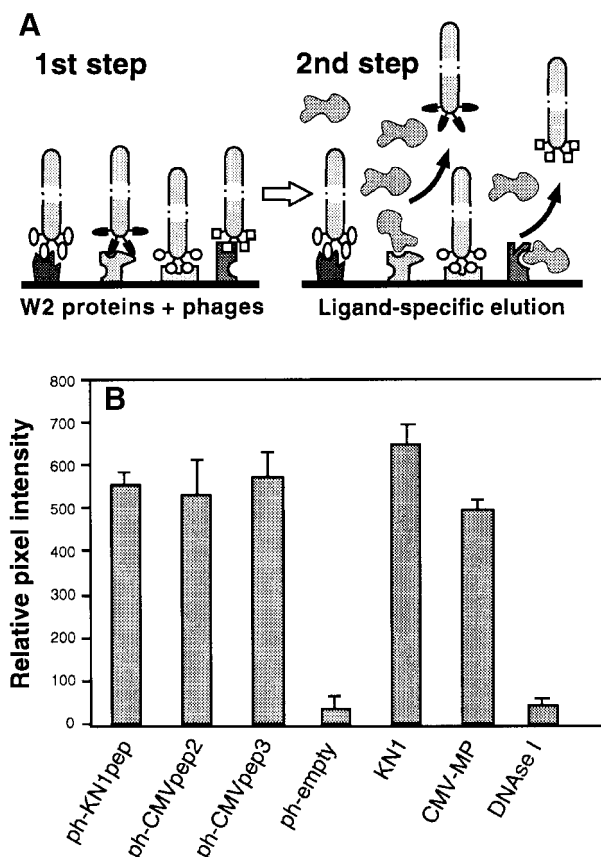 A
1st step
2nd step
W2 proteins + phages
Ligand-specific elution
B
Relative pixel intensity
800
700
600
500
400
300
200
100
0
ph-KN1pep
ph-CMVpep2
ph-CMVpep3
ph-empty
KN1
CMV-MP
DNAse I